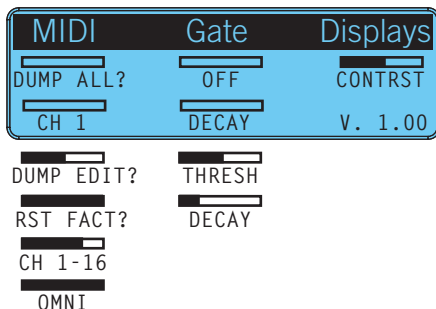 MIDI Gate Displays
DUMP ALL? OFF CONTRST
CH 1 DECAY V. 1.00
DUMP EDIT? THRESH
RST FACT? DECAY
CH 1-16
OMNI